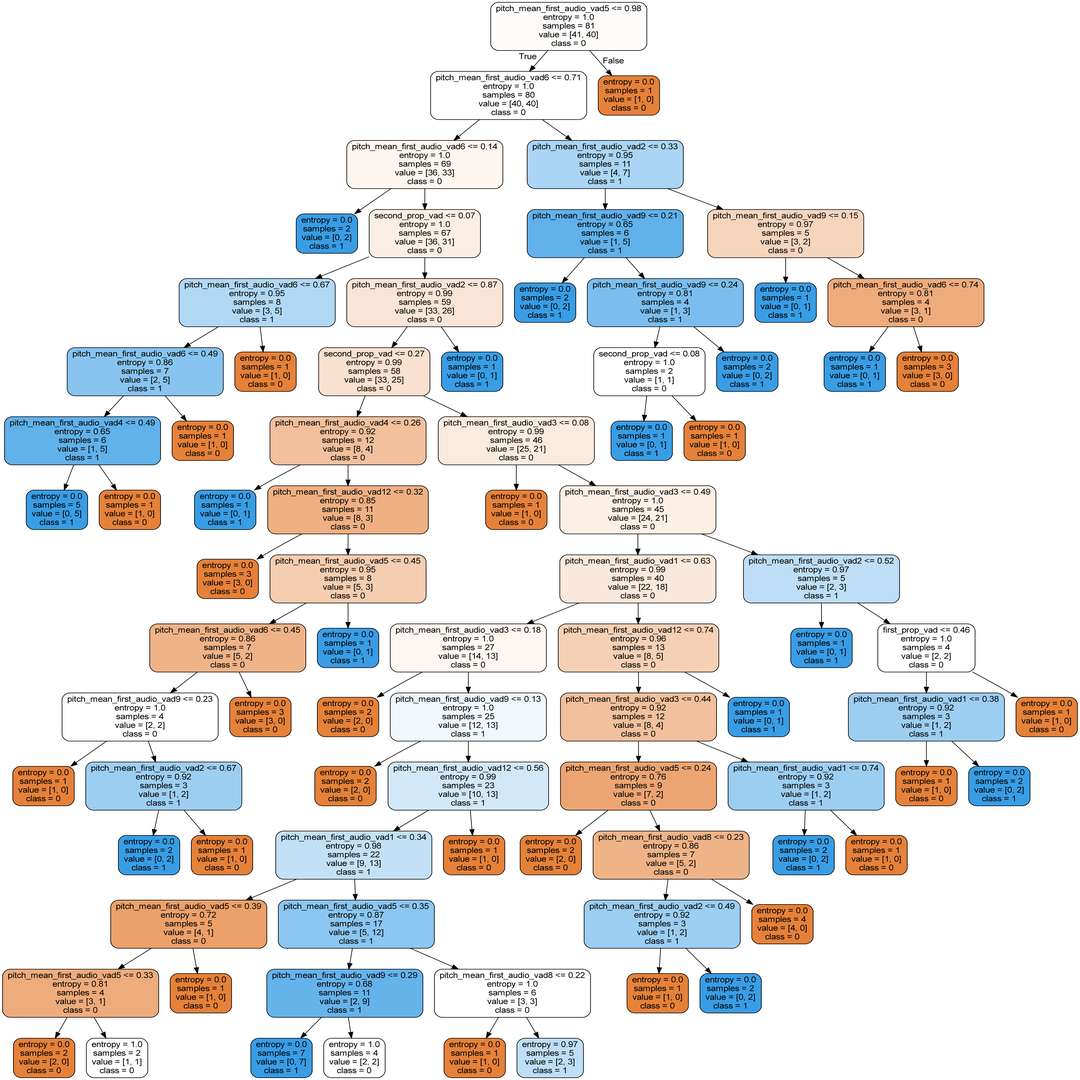 pitch_mean_first_audio_vad5 <= 0.98
entropy = 1.0
samples = 81
value = [41, 40]
class = 0
True
False
pitch_mean_first_audio_vad6 <= 0.71
entropy = 1.0
samples = 80
value = [40, 40]
class = 0
entropy = 0.0
samples = 1
value = [1, 0]
class = 0
pitch_mean_first_audio_vad6 <= 0.14
entropy = 1.0
samples = 69
value = [36, 33]
class = 0
pitch_mean_first_audio_vad2 <= 0.33
entropy = 0.95
samples = 11
value = [4, 7]
class = 1
entropy = 0.0
samples = 2
value = [0, 2]
class = 1
second_prop_vad <= 0.07
entropy = 1.0
samples = 67
value = [36, 31]
class = 0
pitch_mean_first_audio_vad9 <= 0.21
entropy = 0.65
samples = 6
value = [1, 5]
class = 1
pitch_mean_first_audio_vad9 <= 0.15
entropy = 0.97
samples = 5
value = [3, 2]
class = 0
pitch_mean_first_audio_vad6 <= 0.67
entropy = 0.95
samples = 8
value = [3, 5]
class = 1
pitch_mean_first_audio_vad2 <= 0.87
entropy = 0.99
samples = 59
value = [33, 26]
class = 0
entropy = 0.0
samples = 2
value = [0, 2]
class = 1
pitch_mean_first_audio_vad9 <= 0.24
entropy = 0.81
samples = 4
value = [1, 3]
class = 1
entropy = 0.0
samples = 1
value = [0, 1]
class = 1
pitch_mean_first_audio_vad6 <= 0.74
entropy = 0.81
samples = 4
value = [3, 1]
class = 0
pitch_mean_first_audio_vad6 <= 0.49
entropy = 0.86
samples = 7
value = [2, 5]
class = 1
entropy = 0.0
samples = 1
value = [1, 0]
class = 0
second_prop_vad <= 0.27
entropy = 0.99
samples = 58
value = [33, 25]
class = 0
entropy = 0.0
samples = 1
value = [0, 1]
class = 1
second_prop_vad <= 0.08
entropy = 1.0
samples = 2
value = [1, 1]
class = 0
entropy = 0.0
samples = 2
value = [0, 2]
class = 1
entropy = 0.0
samples = 1
value = [0, 1]
class = 1
entropy = 0.0
samples = 3
value = [3, 0]
class = 0
pitch_mean_first_audio_vad4 <= 0.49
entropy = 0.65
samples = 6
value = [1, 5]
class = 1
entropy = 0.0
samples = 1
value = [1, 0]
class = 0
pitch_mean_first_audio_vad4 <= 0.26
entropy = 0.92
samples = 12
value = [8, 4]
class = 0
pitch_mean_first_audio_vad3 <= 0.08
entropy = 0.99
samples = 46
value = [25, 21]
class = 0
entropy = 0.0
samples = 1
value = [0, 1]
class = 1
entropy = 0.0
samples = 1
value = [1, 0]
class = 0
entropy = 0.0
samples = 5
value = [0, 5]
class = 1
entropy = 0.0
samples = 1
value = [1, 0]
class = 0
entropy = 0.0
samples = 1
value = [0, 1]
class = 1
pitch_mean_first_audio_vad12 <= 0.32
entropy = 0.85
samples = 11
value = [8, 3]
class = 0
entropy = 0.0
samples = 1
value = [1, 0]
class = 0
pitch_mean_first_audio_vad3 <= 0.49
entropy = 1.0
samples = 45
value = [24, 21]
class = 0
entropy = 0.0
samples = 3
value = [3, 0]
class = 0
pitch_mean_first_audio_vad5 <= 0.45
entropy = 0.95
samples = 8
value = [5, 3]
class = 0
pitch_mean_first_audio_vad1 <= 0.63
entropy = 0.99
samples = 40
value = [22, 18]
class = 0
pitch_mean_first_audio_vad2 <= 0.52
entropy = 0.97
samples = 5
value = [2, 3]
class = 1
pitch_mean_first_audio_vad6 <= 0.45
entropy = 0.86
samples = 7
value = [5, 2]
class = 0
entropy = 0.0
samples = 1
value = [0, 1]
class = 1
pitch_mean_first_audio_vad3 <= 0.18
entropy = 1.0
samples = 27
value = [14, 13]
class = 0
pitch_mean_first_audio_vad12 <= 0.74
entropy = 0.96
samples = 13
value = [8, 5]
class = 0
entropy = 0.0
samples = 1
value = [0, 1]
class = 1
first_prop_vad <= 0.46
entropy = 1.0
samples = 4
value = [2, 2]
class = 0
pitch_mean_first_audio_vad9 <= 0.23
entropy = 1.0
samples = 4
value = [2, 2]
class = 0
entropy = 0.0
samples = 3
value = [3, 0]
class = 0
entropy = 0.0
samples = 2
value = [2, 0]
class = 0
pitch_mean_first_audio_vad9 <= 0.13
entropy = 1.0
samples = 25
value = [12, 13]
class = 1
pitch_mean_first_audio_vad3 <= 0.44
entropy = 0.92
samples = 12
value = [8, 4]
class = 0
entropy = 0.0
samples = 1
value = [0, 1]
class = 1
pitch_mean_first_audio_vad1 <= 0.38
entropy = 0.92
samples = 3
value = [1, 2]
class = 1
entropy = 0.0
samples = 1
value = [1, 0]
class = 0
entropy = 0.0
samples = 1
value = [1, 0]
class = 0
pitch_mean_first_audio_vad2 <= 0.67
entropy = 0.92
samples = 3
value = [1, 2]
class = 1
entropy = 0.0
samples = 2
value = [2, 0]
class = 0
pitch_mean_first_audio_vad12 <= 0.56
entropy = 0.99
samples = 23
value = [10, 13]
class = 1
pitch_mean_first_audio_vad5 <= 0.24
entropy = 0.76
samples = 9
value = [7, 2]
class = 0
pitch_mean_first_audio_vad1 <= 0.74
entropy = 0.92
samples = 3
value = [1, 2]
class = 1
entropy = 0.0
samples = 1
value = [1, 0]
class = 0
entropy = 0.0
samples = 2
value = [0, 2]
class = 1
entropy = 0.0
samples = 2
value = [0, 2]
class = 1
entropy = 0.0
samples = 1
value = [1, 0]
class = 0
pitch_mean_first_audio_vad1 <= 0.34
entropy = 0.98
samples = 22
value = [9, 13]
class = 1
entropy = 0.0
samples = 1
value = [1, 0]
class = 0
entropy = 0.0
samples = 2
value = [2, 0]
class = 0
pitch_mean_first_audio_vad8 <= 0.23
entropy = 0.86
samples = 7
value = [5, 2]
class = 0
entropy = 0.0
samples = 2
value = [0, 2]
class = 1
entropy = 0.0
samples = 1
value = [1, 0]
class = 0
pitch_mean_first_audio_vad5 <= 0.39
entropy = 0.72
samples = 5
value = [4, 1]
class = 0
pitch_mean_first_audio_vad5 <= 0.35
entropy = 0.87
samples = 17
value = [5, 12]
class = 1
pitch_mean_first_audio_vad2 <= 0.49
entropy = 0.92
samples = 3
value = [1, 2]
class = 1
entropy = 0.0
samples = 4
value = [4, 0]
class = 0
pitch_mean_first_audio_vad5 <= 0.33
entropy = 0.81
samples = 4
value = [3, 1]
class = 0
entropy = 0.0
samples = 1
value = [1, 0]
class = 0
pitch_mean_first_audio_vad9 <= 0.29
entropy = 0.68
samples = 11
value = [2, 9]
class = 1
pitch_mean_first_audio_vad8 <= 0.22
entropy = 1.0
samples = 6
value = [3, 3]
class = 0
entropy = 0.0
samples = 1
value = [1, 0]
class = 0
entropy = 0.0
samples = 2
value = [0, 2]
class = 1
entropy = 0.0
samples = 2
value = [2, 0]
class = 0
entropy = 1.0
samples = 2
value = [1, 1]
class = 0
entropy = 0.0
samples = 7
value = [0, 7]
class = 1
entropy = 1.0
samples = 4
value = [2, 2]
class = 0
entropy = 0.0
samples = 1
value = [1, 0]
class = 0
entropy = 0.97
samples = 5
value = [2, 3]
class = 1